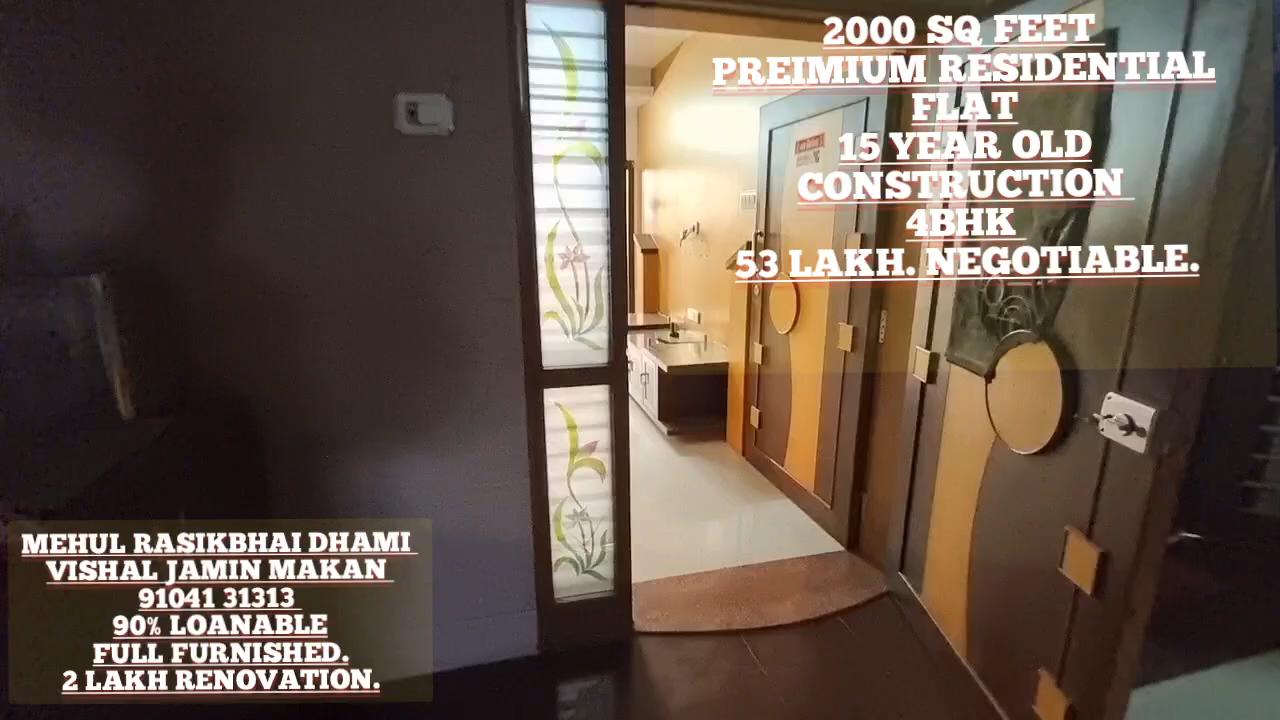 2000 SQ FEET
PREIMIUM RESIDENTIAL
FLAT
15 YEAR OLD
CONSTRUCTION
4BHK
53 LAKH. NEGOTIABLE.
MEHUL RASIKBHAI DHAMI
VISHAL JAMIN MAKAN
91041 31313
90% LOANABLE
FULL FURNISHED.
2 LAKH RENOVATION.